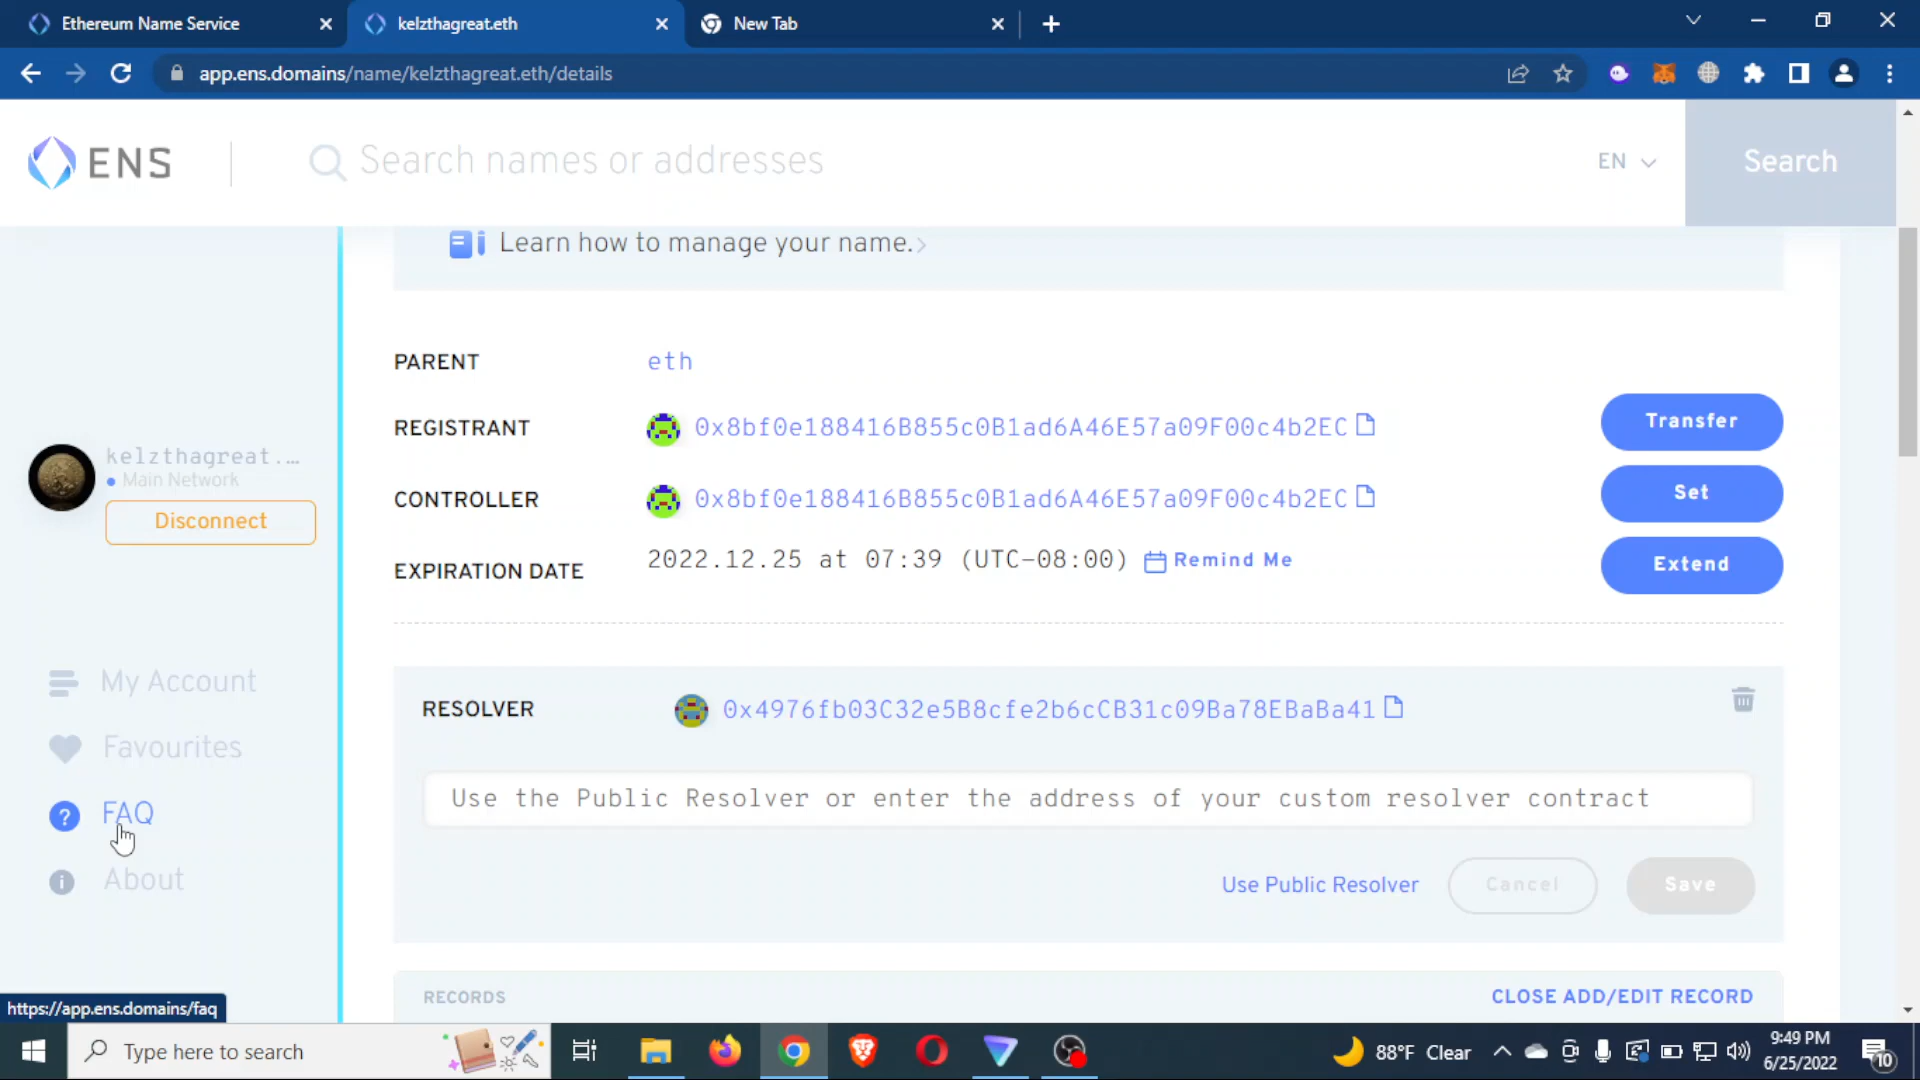 Ethereum Name Service
kelzthagreat.eth
New Tab
app.ens.domains/name/kelzthagreat.eth/details
ENS
Search names or addresses
EN
Search
Learn how to manage your name.
PARENT
eth
REGISTRANT
0x8bf0e188416B855c0B1ad6A46E57a09F00c4b2EC
Transfer
kelzthagreat....
Main Network
Disconnect
CONTROLLER
0x8bf0e188416B855c0B1ad6A46E57a09F00c4b2EC
Set
EXPIRATION DATE
2022.12.25 at 07:39 (UTC-08:00)
Remind Me
Extend
My Account
Favourites
FAQ
About
RESOLVER
0x4976fb03C32e5B8cfe2b6cCB31c09Ba78EBaBa41
Use the Public Resolver or enter the address of your custom resolver contract
Use Public Resolver
Cancel
Save
RECORDS
CLOSE ADD/EDIT RECORD
https://app.ens.domains/faq
Type here to search
88°F Clear
9:49 PM
6/25/2022
10